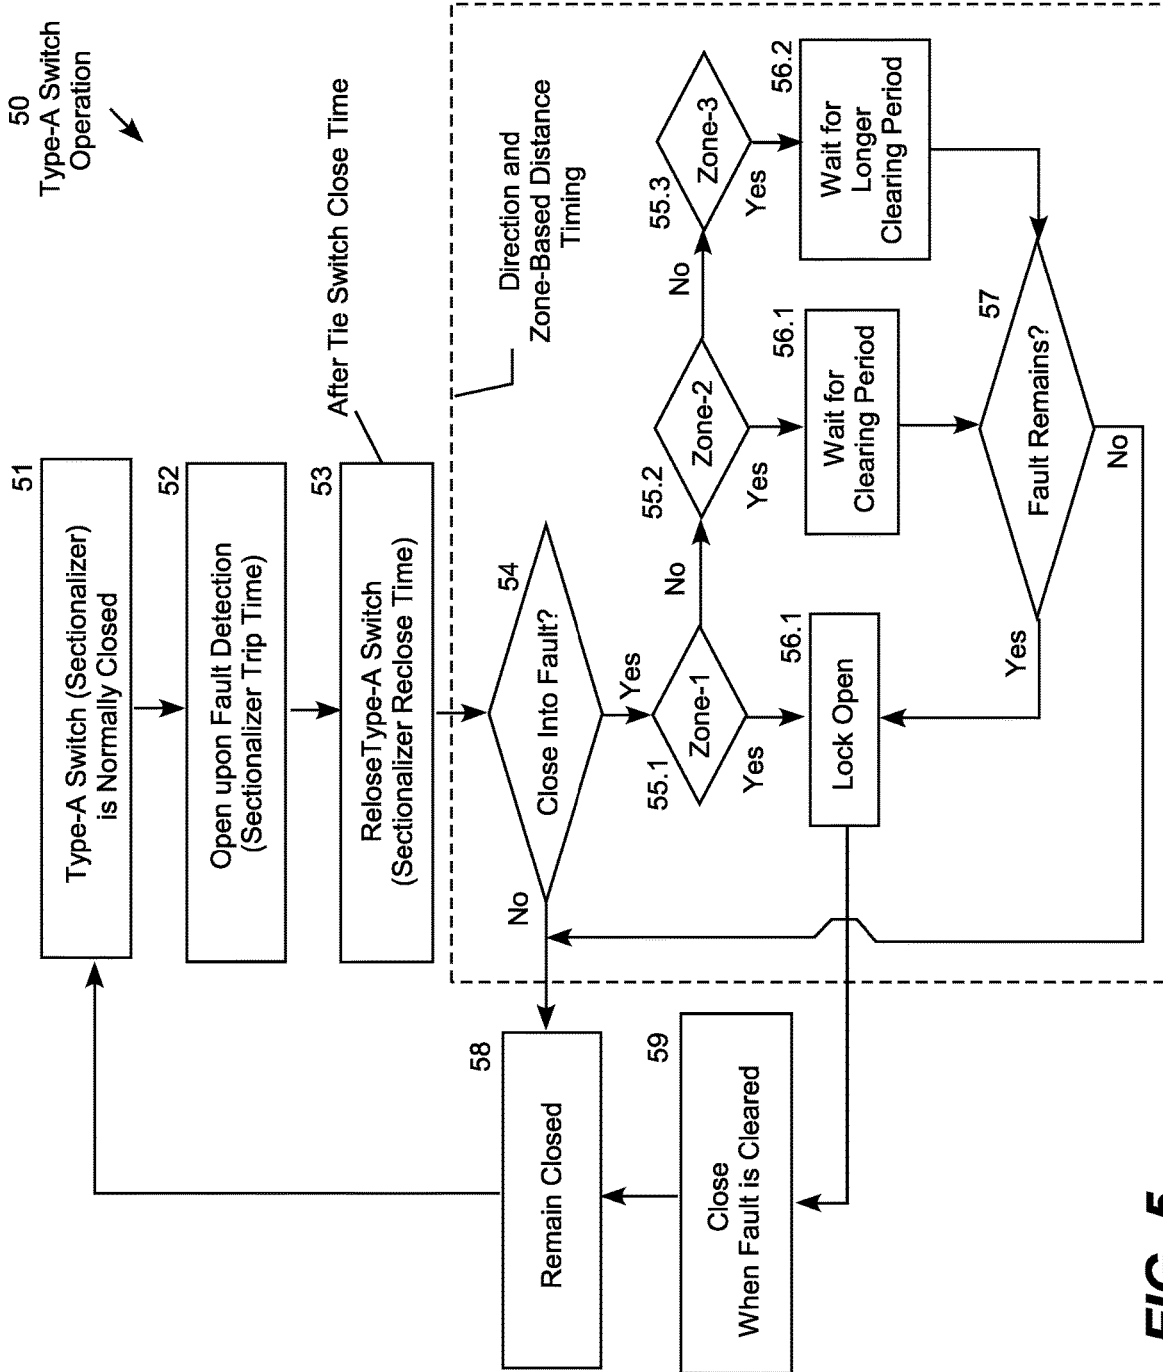 50
Type-A Switch
Operation
51
Type-A Switch (Sectionalizer)
is Normally Closed
52
Open upon Fault Detection
(Sectionalizer Trip Time)
53
ReloseType-A Switch
(Sectionalizer Reclose Time)
After Tie Switch Close Time
Direction and
Zone-Based Distance
Timing
54
Close Into Fault?
No
Yes
55.1
Zone-1
No
Yes
55.2
Zone-2
No
Yes
55.3
Zone-3
Yes
56.1
Lock Open
56.1
Wait for
Clearing Period
56.2
Wait for
Longer
Clearing Period
57
Fault Remains?
Yes
No
58
Remain Closed
59
Close
When Fault is Cleared